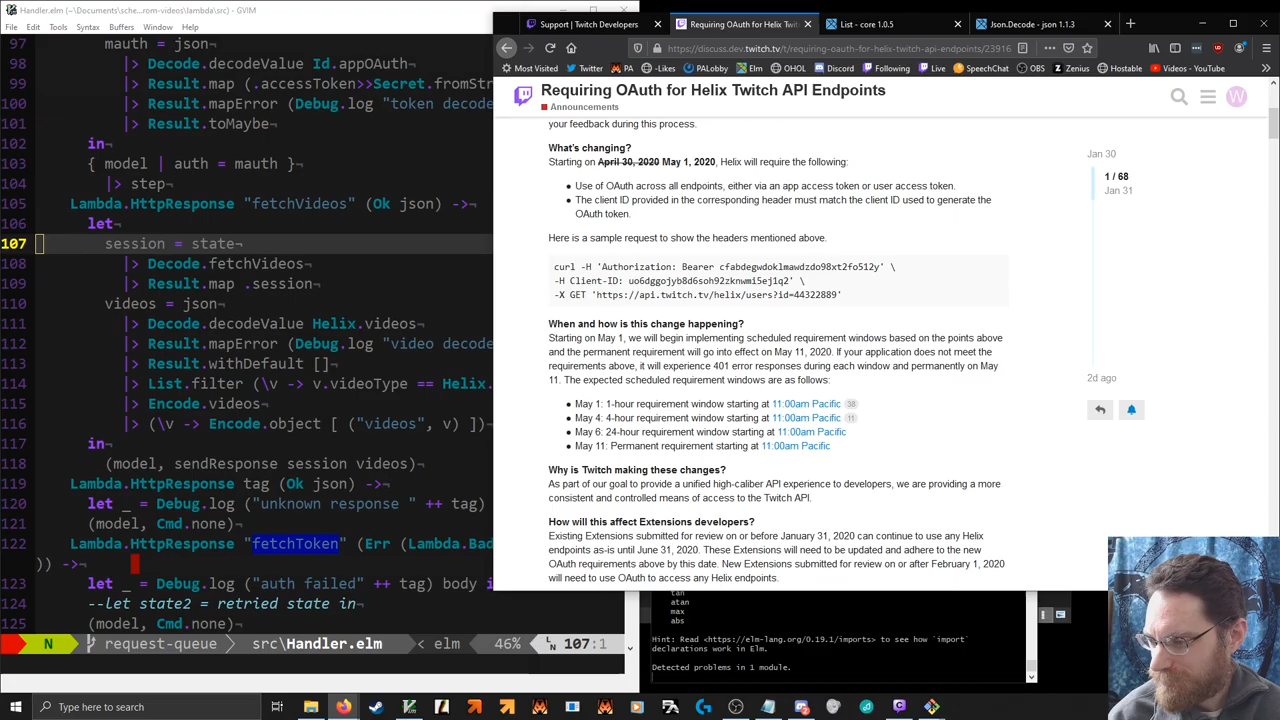 Handler.elm (~\Documents\sche...rom-videos\lambda\src) - GVIM
File Edit Tools Syntax Buffers Window Help
97 mauth = json
98 |> Decode.decodeValue Id.appOAuth
99 |> Result.map (.accessToken>>Secret.fromStr
100 |> Result.mapError (Debug.log "token decode
101 |> Result.toMaybe
102 in
103 { model | auth = mauth }
104 |> step
105 Lambda.HttpResponse "fetchVideos" (Ok json) ->¬
106 let¬
107 session = state¬
108 |> Decode.fetchVideos¬
109 |> Result.map .session¬
110 videos = json¬
111 |> Decode.decodeValue Helix.videos¬
112 |> Result.mapError (Debug.log "video decode
113 |> Result.withDefault []¬
114 |> List.filter (\v -> v.videoType == Helix.
115 |> Encode.videos¬
116 |> (\v -> Encode.object [ ("videos", v) ])¬
117 in¬
118 (model, sendResponse session videos)¬
119 Lambda.HttpResponse tag (Ok json) ->¬
120 let _ = Debug.log ("unknown response " ++ tag)
121 (model, Cmd.none)¬
122 Lambda.HttpResponse "fetchToken" (Err (Lambda.Bad
)) ->¬
123 let _ = Debug.log ("auth failed" ++ tag) body i
124 --let state2 = retried state in
125 (model, Cmd.none)¬
N request-queue src\Handler.elm < elm 46% 107:1
Support | Twitch Developers
Requiring OAuth for Helix Twit
List - core 1.0.5
Json.Decode - json 1.1.3
https://discuss.dev.twitch.tv/t/requiring-oauth-for-helix-twitch-api-endpoints/23916
Most Visited Twitter PA -Likes PALobby Elm OHOL Discord Following Live SpeechChat OBS Zenius Hostable Videos - YouTube
Requiring OAuth for Helix Twitch API Endpoints
Announcements
W
your feedback during this process.
What's changing?
Starting on April 30, 2020 May 1, 2020, Helix will require the following:
Use of OAuth across all endpoints, either via an app access token or user access token.
The client ID provided in the corresponding header must match the client ID used to generate the
OAuth token.
Here is a sample request to show the headers mentioned above.
curl -H 'Authorization: Bearer cfabdegwdoklmawdzdo98xt2fo512y' \
-H Client-ID: uo6dggojyb8d6soh92zknwmi5ej1q2' \
-X GET 'https://api.twitch.tv/helix/users?id=44322889'
When and how is this change happening?
Starting on May 1, we will begin implementing scheduled requirement windows based on the points above
and the permanent requirement will go into effect on May 11, 2020. If your application does not meet the
requirements above, it will experience 401 error responses during each window and permanently on May
11. The expected scheduled requirement windows are as follows:
May 1: 1-hour requirement window starting at 11:00am Pacific 38
May 4: 4-hour requirement window starting at 11:00am Pacific 11
May 6: 24-hour requirement window starting at 11:00am Pacific
May 11: Permanent requirement starting at 11:00am Pacific
Why is Twitch making these changes?
As part of our goal to provide a unified high-caliber API experience to developers, we are providing a more
consistent and controlled means of access to the Twitch API.
How will this affect Extensions developers?
Existing Extensions submitted for review on or before January 31, 2020 can continue to use any Helix
endpoints as-is until June 31, 2020. These Extensions will need to be updated and adhere to the new
OAuth requirements above by this date. New Extensions submitted for review on or after February 1, 2020
will need to use OAuth to access any Helix endpoints.
Jan 30
1 / 68
Jan 31
2d ago
tan
atan
max
abs
Hint: Read <https://elm-lang.org/0.19.1/imports> to see how `import`
declarations work in Elm.
Detected problems in 1 module.
Type here to search